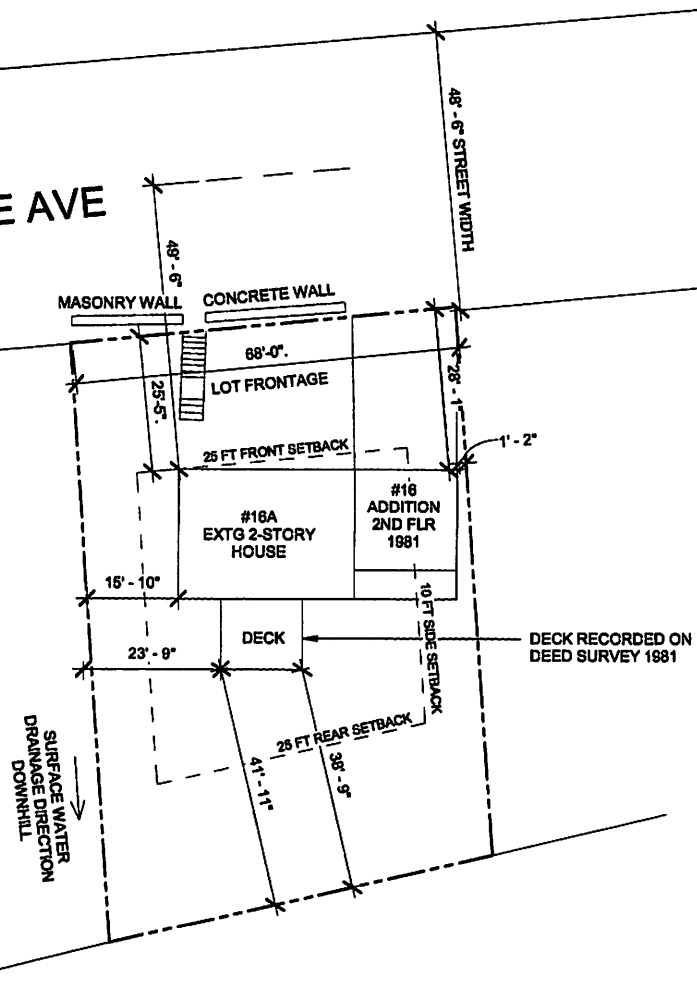 48' - 6" STREET WIDTH
E AVE
49' - 6"
MASONRY WALL
CONCRETE WALL
68'-0".
LOT FRONTAGE
25'-5".
28' - 1"
25 FT FRONT SETBACK
1' - 2"
#16A
EXTG 2-STORY
HOUSE
#16
ADDITION
2ND FLR
1981
15' - 10"
10 FT SIDE SETBACK
DECK
DECK RECORDED ON
DEED SURVEY 1981
23' - 9"
25 FT REAR SETBACK
41' - 11"
38' - 9"
SURFACE WATER
DRAINAGE DIRECTION
DOWNHILL